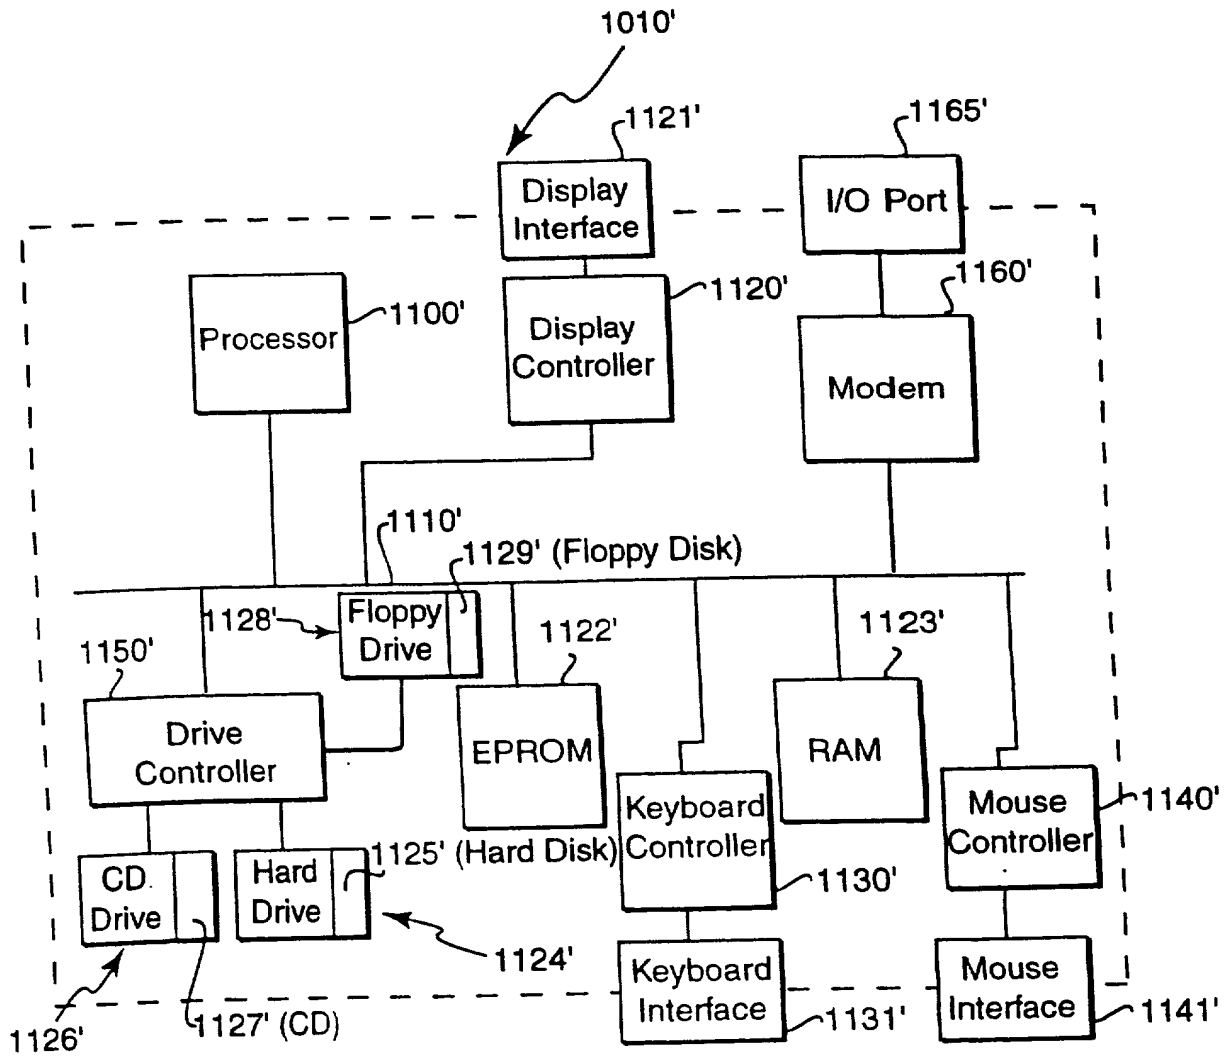 1010'
1121'
1165'
Display
Interface
I/O Port
1160'
1120'
1100'
Processor
Display
Controller
Modem
1110'
1129' (Floppy Disk)
1128'
Floppy
Drive
1122'
1123'
1150'
Drive
Controller
EPROM
RAM
Keyboard
Controller
Mouse
Controller
1140'
1125' (Hard Disk)
CD
Drive
Hard
Drive
1130'
1124'
Keyboard
Interface
Mouse
Interface
1126'
1127' (CD)
1131'
1141'